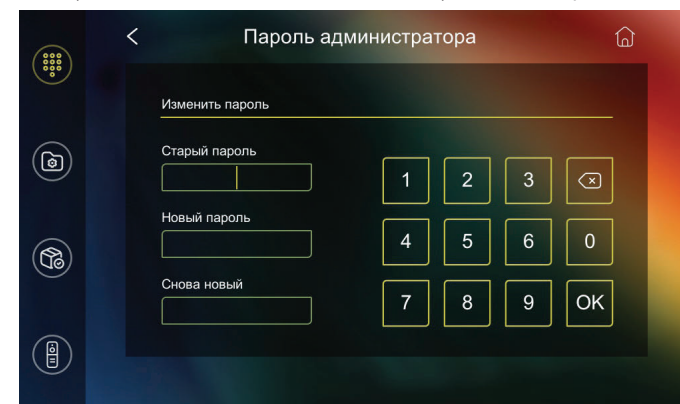 Пароль администратора
Изменить пароль
Старый пароль
Новый пароль
Снова новый
1 2 3
4 5 6 0
7 8 9 OK